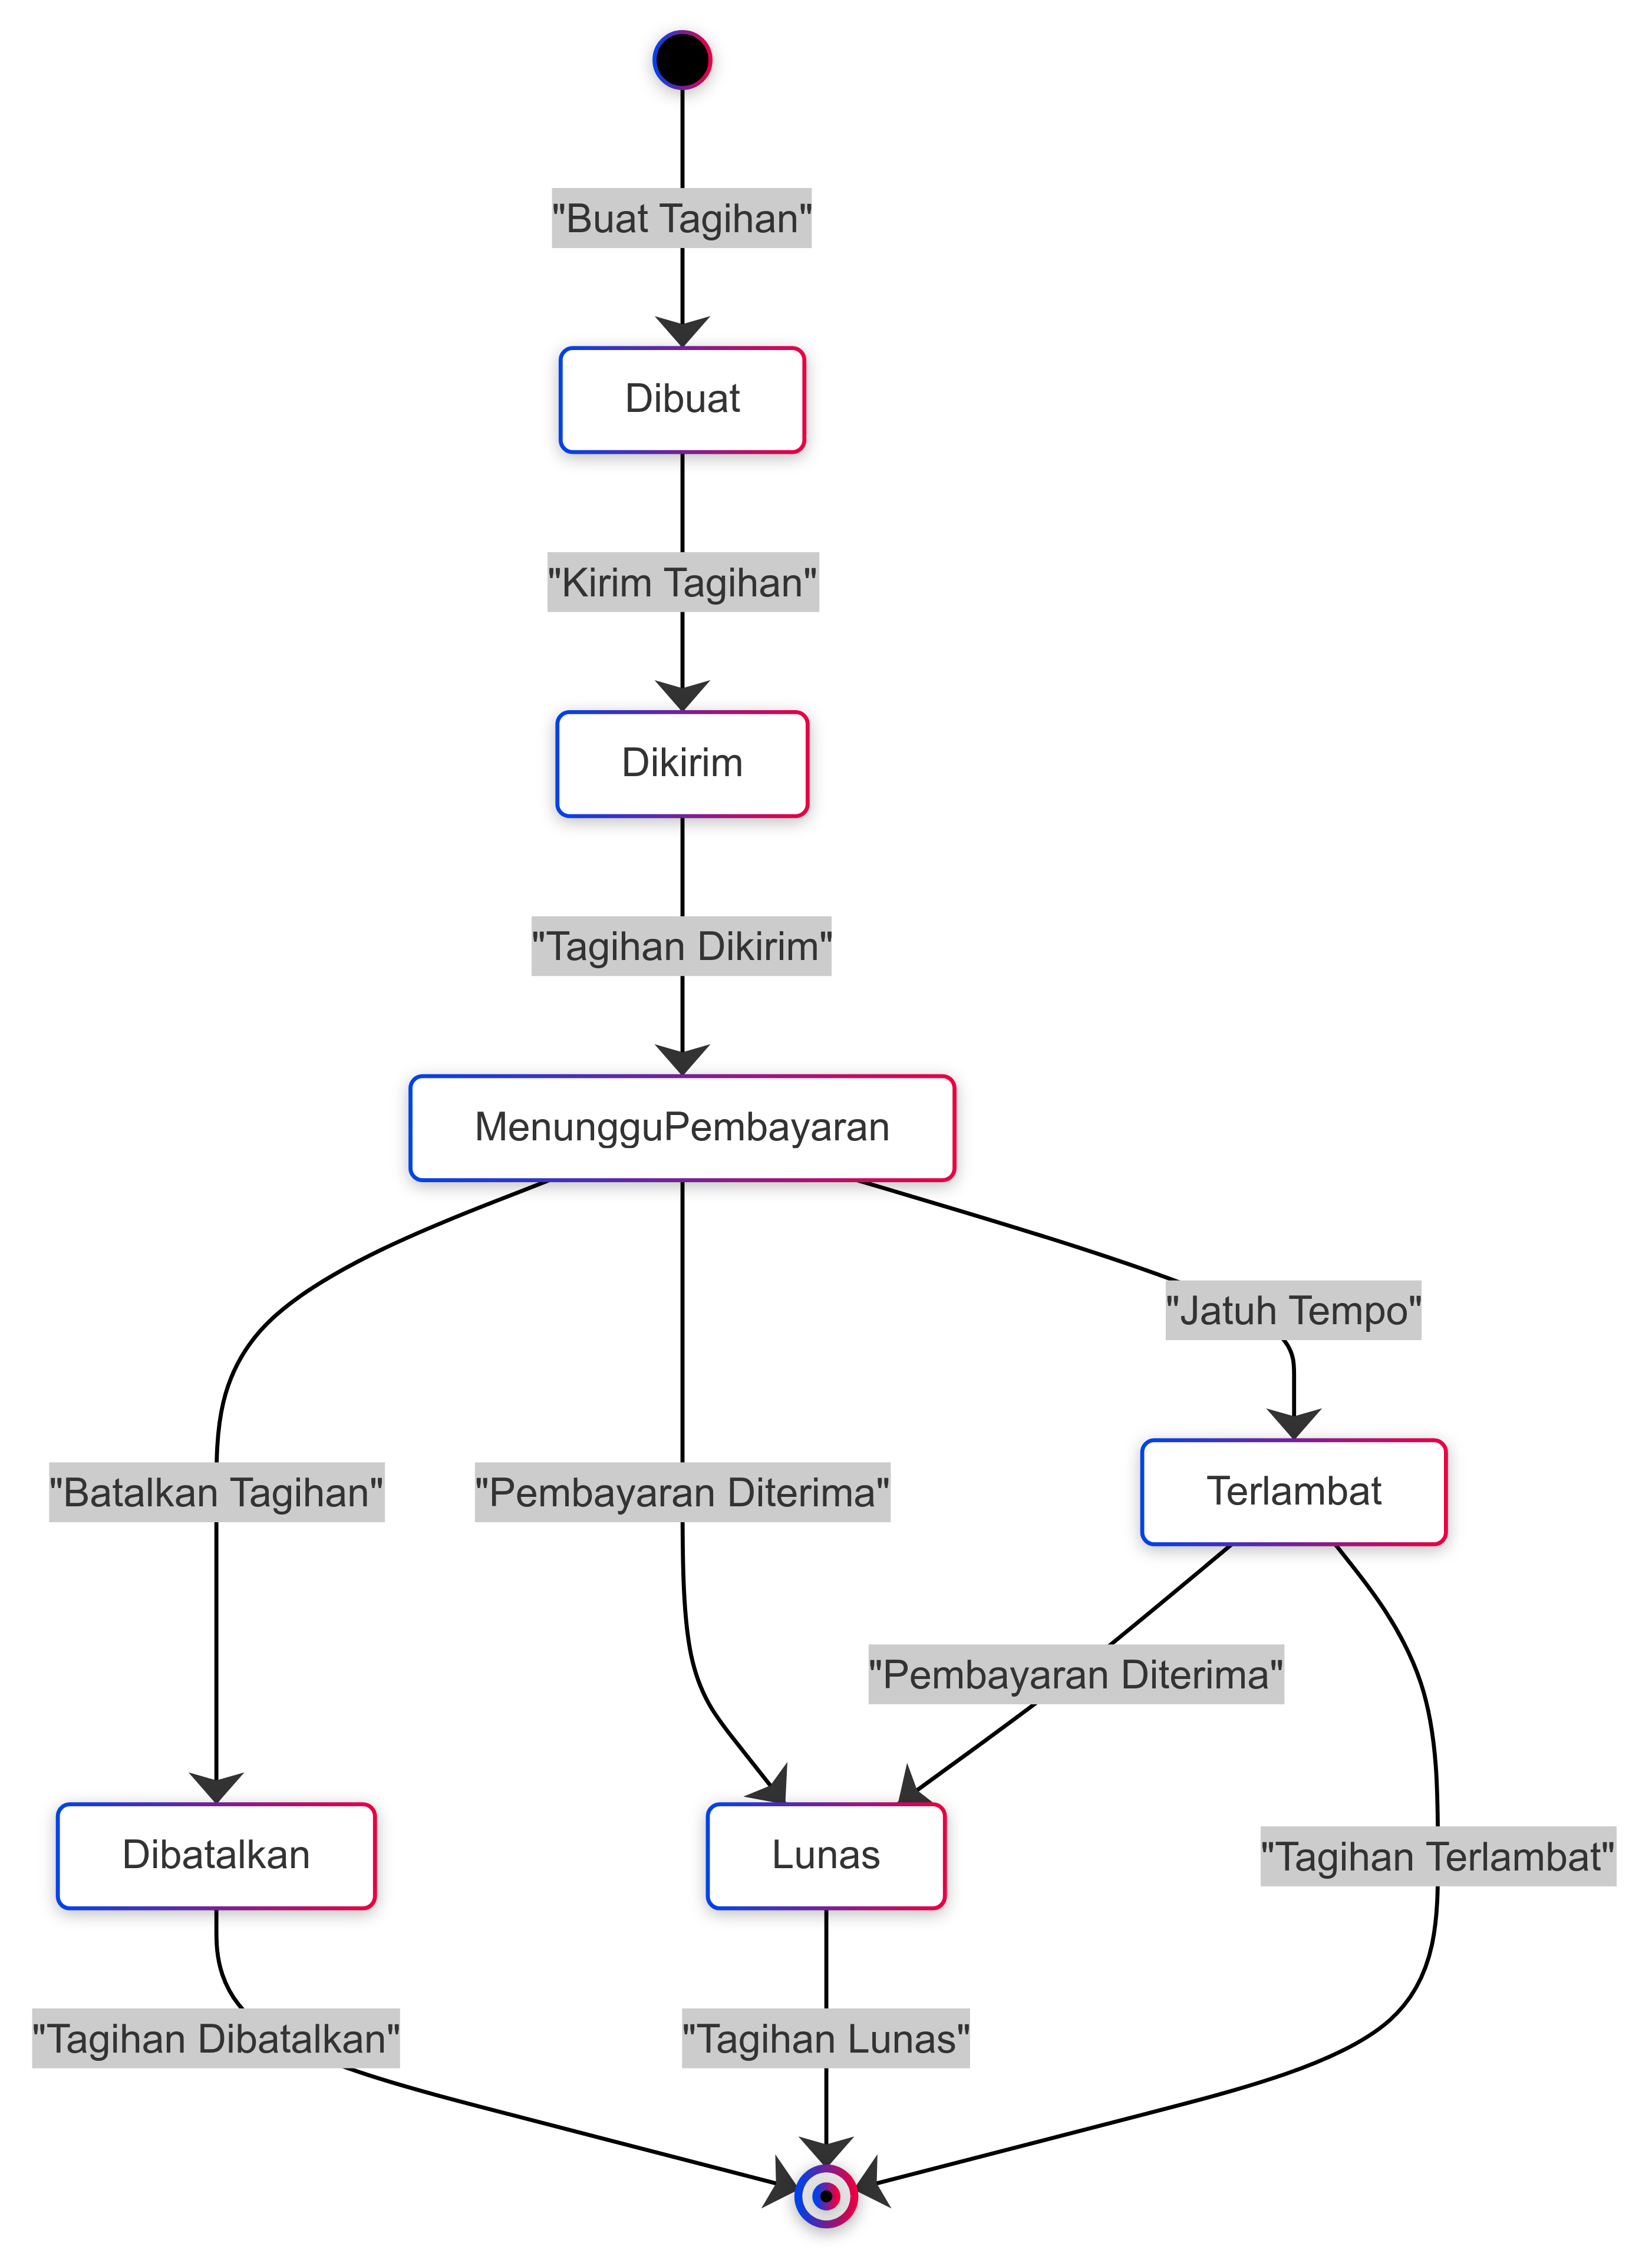 "Buat Tagihan"
Dibuat
"Kirim Tagihan"
Dikirim
"Tagihan Dikirim"
MenungguPembayaran
"Jatuh Tempo"
"Batalkan Tagihan"
"Pembayaran Diterima"
Terlambat
"Pembayaran Diterima"
Dibatalkan
Lunas
"Tagihan Terlambat"
"Tagihan Dibatalkan"
"Tagihan Lunas"